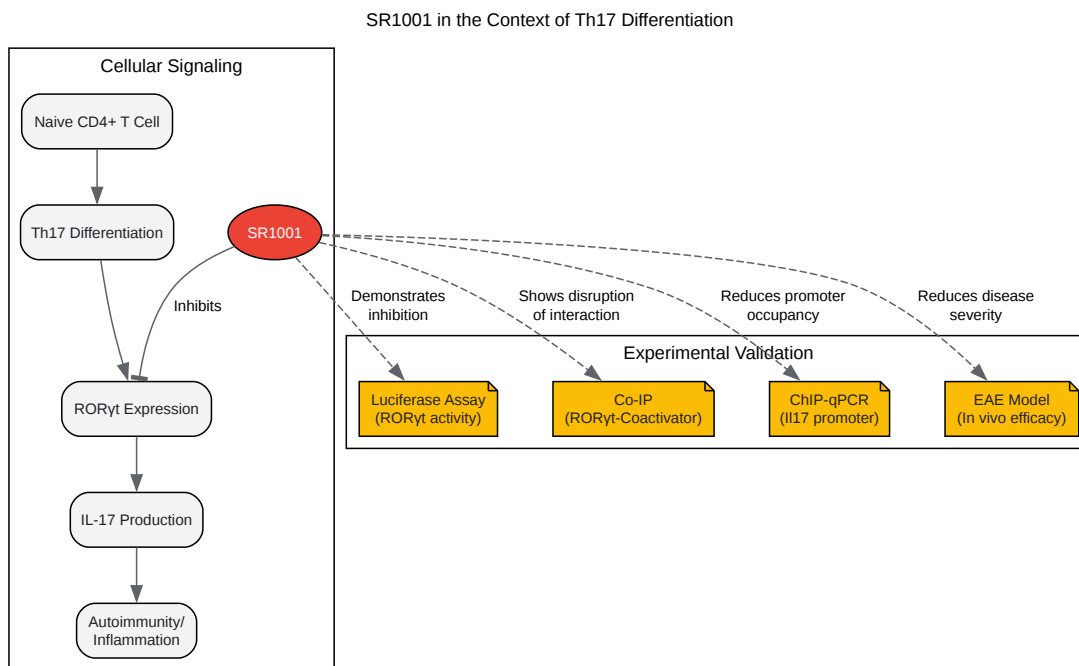 SR1001 in the Context of Th17 Differentiation
Cellular Signaling
Naive CD4+ T Cell
Th17 Differentiation
SR1001
Inhibits
RORγt Expression
IL-17 Production
Autoimmunity/
Inflammation
Demonstrates
inhibition
Shows disruption
of interaction
Reduces promoter
occupancy
Reduces disease
severity
Experimental Validation
Luciferase Assay
(RORγt activity)
Co-IP
(RORγt-Coactivator)
ChIP-qPCR
(Il17 promoter)
EAE Model
(In vivo efficacy)